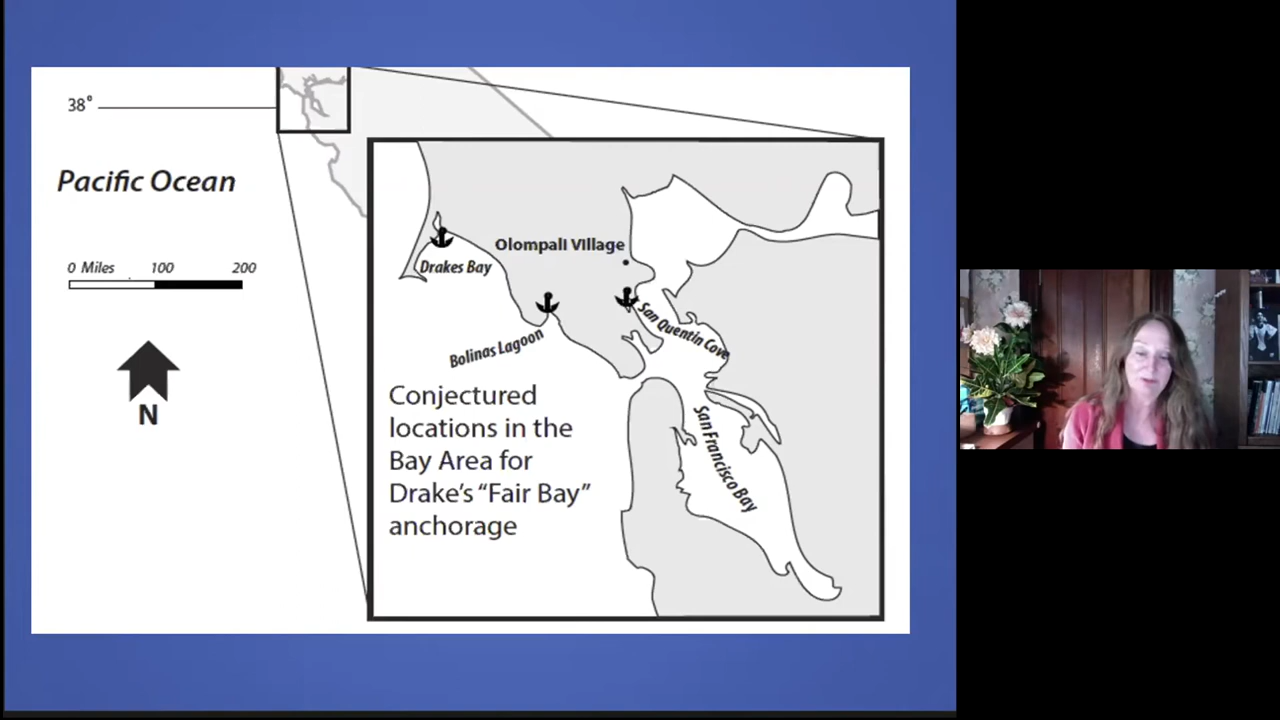 38°
Pacific Ocean
0 Miles 100 200
N
Olompali Village
Drakes Bay
San Quentin Cove
Bolinas Lagoon
San Francisco Bay
Conjectured
locations in the
Bay Area for
Drake's “Fair Bay”
anchorage